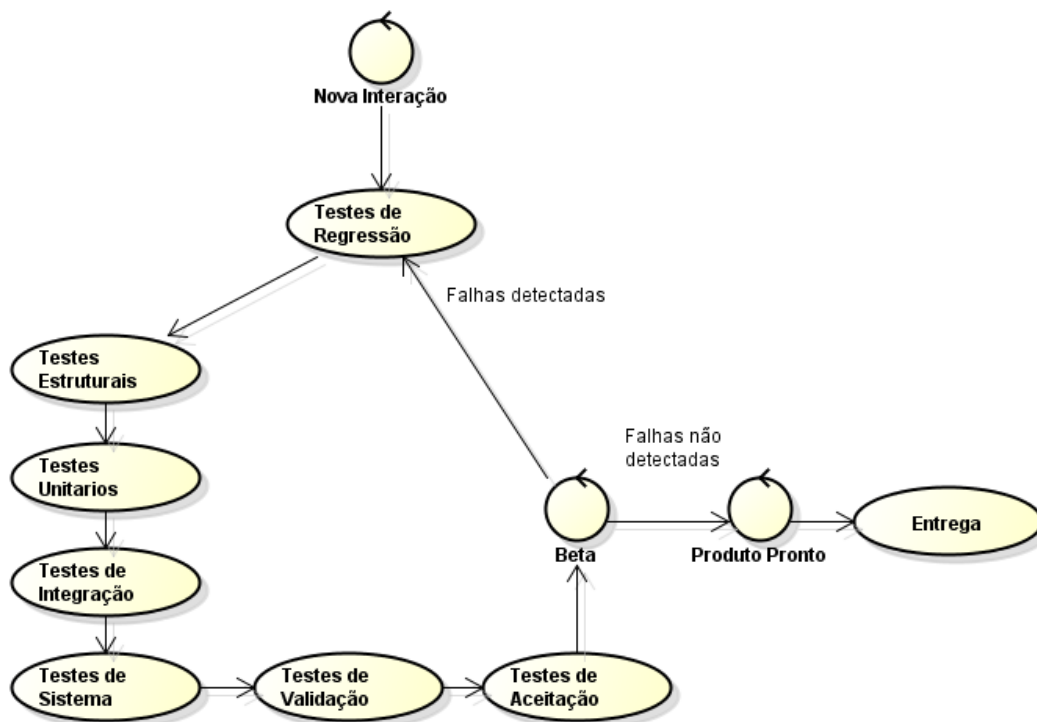 Nova Interação
Testes de
Regressão
Falhas detectadas
Testes
Estruturais
Testes
Unitarios
Testes de
Integração
Testes de
Sistema
Testes de
Validação
Testes de
Aceitação
Beta
Falhas não
detectadas
Produto Pronto
Entrega